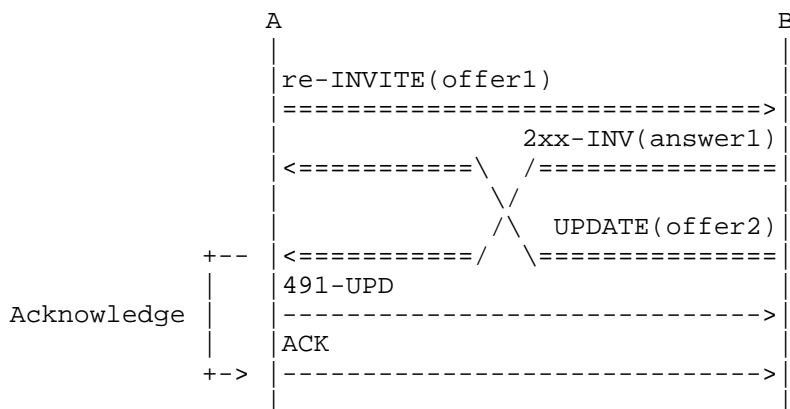 A B
re-INVITE(offer1)
2xx-INV(answer1)
UPDATE(offer2)
491-UPD
Acknowledge
ACK